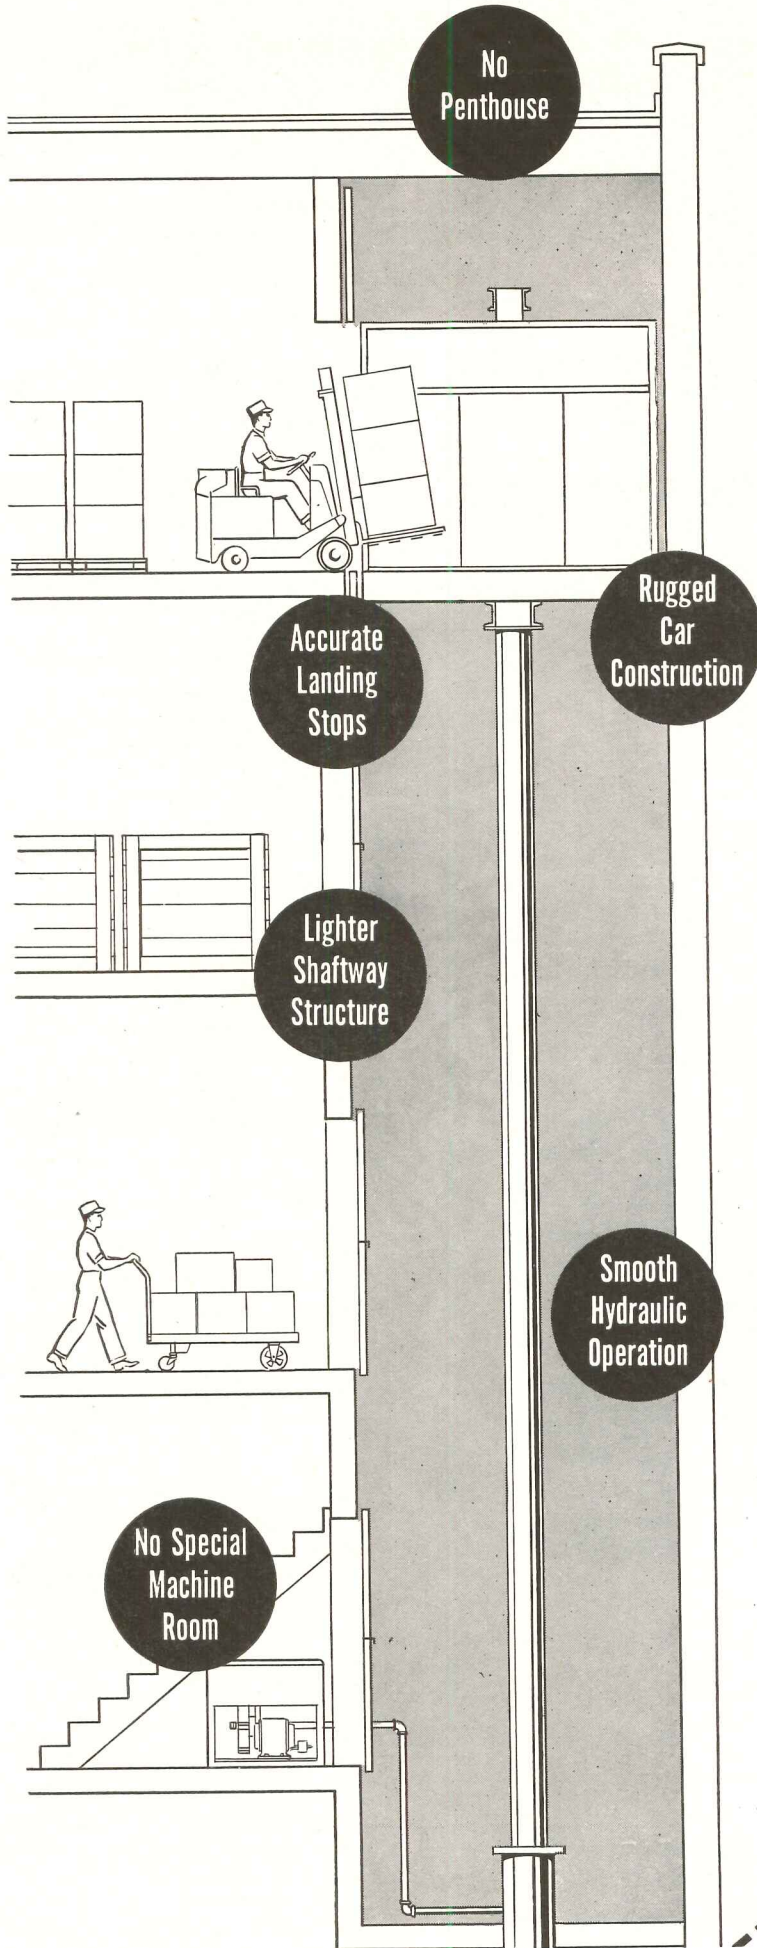 No
Penthouse
Rugged
Car
Construction
Accurate
Landing
Stops
Lighter
Shaftway
Structure
Smooth
Hydraulic
Operation
No Special
Machine
Room